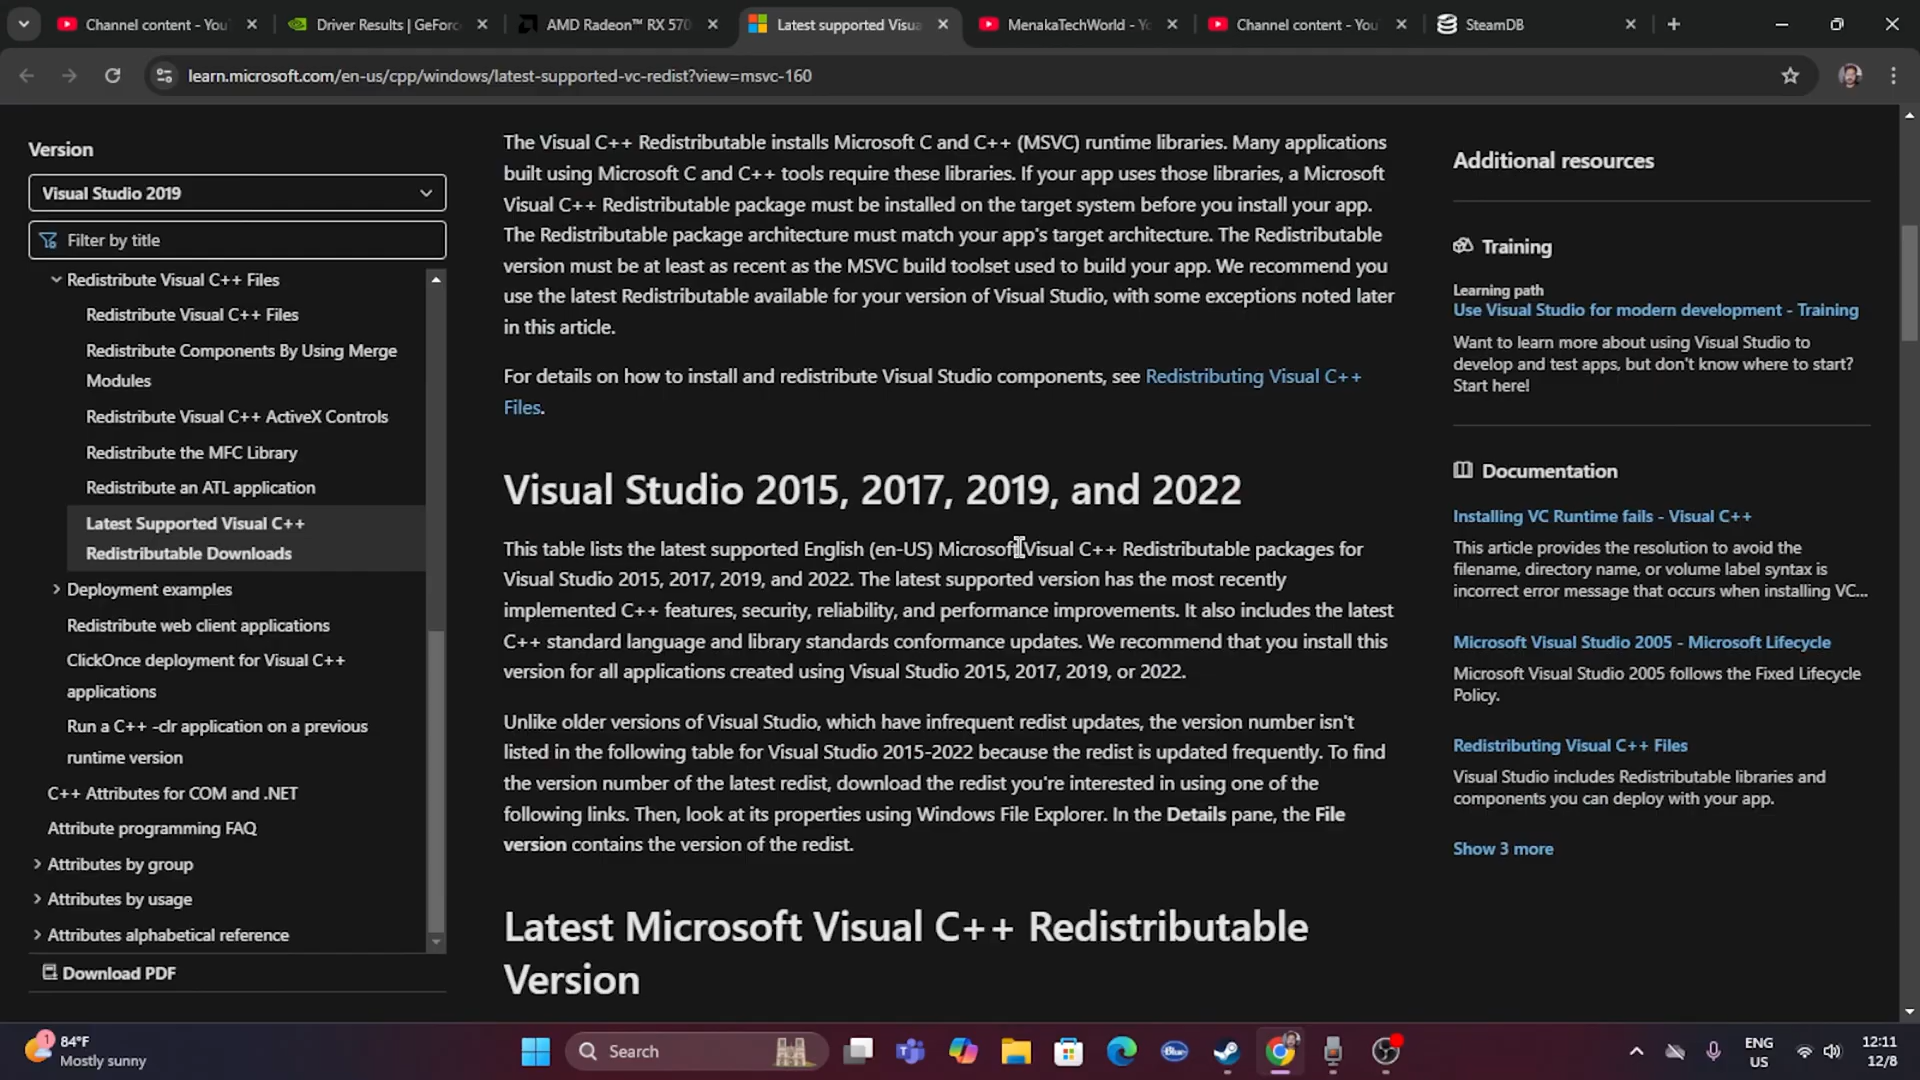 Channel content - You
Driver Results | GeForc
AMD Radeon™ RX 570
Latest supported Visua
MenakaTechWorld - Yo
Channel content - You
SteamDB
learn.microsoft.com/en-us/cpp/windows/latest-supported-vc-redist?view=msvc-160
Version
Visual Studio 2019
Filter by title
Redistribute Visual C++ Files
Redistribute Visual C++ Files
Redistribute Components By Using Merge
Modules
Redistribute Visual C++ ActiveX Controls
Redistribute the MFC Library
Redistribute an ATL application
Latest Supported Visual C++
Redistributable Downloads
Deployment examples
Redistribute web client applications
ClickOnce deployment for Visual C++
applications
Run a C++ -clr application on a previous
runtime version
C++ Attributes for COM and .NET
Attribute programming FAQ
Attributes by group
Attributes by usage
Attributes alphabetical reference
Download PDF
The Visual C++ Redistributable installs Microsoft C and C++ (MSVC) runtime libraries. Many applications
built using Microsoft C and C++ tools require these libraries. If your app uses those libraries, a Microsoft
Visual C++ Redistributable package must be installed on the target system before you install your app.
The Redistributable package architecture must match your app's target architecture. The Redistributable
version must be at least as recent as the MSVC build toolset used to build your app. We recommend you
use the latest Redistributable available for your version of Visual Studio, with some exceptions noted later
in this article.
For details on how to install and redistribute Visual Studio components, see Redistributing Visual C++
Files.
Visual Studio 2015, 2017, 2019, and 2022
This table lists the latest supported English (en-US) Microsoft Visual C++ Redistributable packages for
Visual Studio 2015, 2017, 2019, and 2022. The latest supported version has the most recently
implemented C++ features, security, reliability, and performance improvements. It also includes the latest
C++ standard language and library standards conformance updates. We recommend that you install this
version for all applications created using Visual Studio 2015, 2017, 2019, or 2022.
Unlike older versions of Visual Studio, which have infrequent redist updates, the version number isn't
listed in the following table for Visual Studio 2015-2022 because the redist is updated frequently. To find
the version number of the latest redist, download the redist you're interested in using one of the
following links. Then, look at its properties using Windows File Explorer. In the Details pane, the File
version contains the version of the redist.
Latest Microsoft Visual C++ Redistributable
Version
Additional resources
Training
Learning path
Use Visual Studio for modern development - Training
Want to learn more about using Visual Studio to
develop and test apps, but don't know where to start?
Start here!
Documentation
Installing VC Runtime fails - Visual C++
This article provides the resolution to avoid the
filename, directory name, or volume label syntax is
incorrect error message that occurs when installing VC...
Microsoft Visual Studio 2005 - Microsoft Lifecycle
Microsoft Visual Studio 2005 follows the Fixed Lifecycle
Policy.
Redistributing Visual C++ Files
Visual Studio includes Redistributable libraries and
components you can deploy with your app.
Show 3 more
1
84°F
Mostly sunny
Search
Blue
ENG
US
12:11
12/8